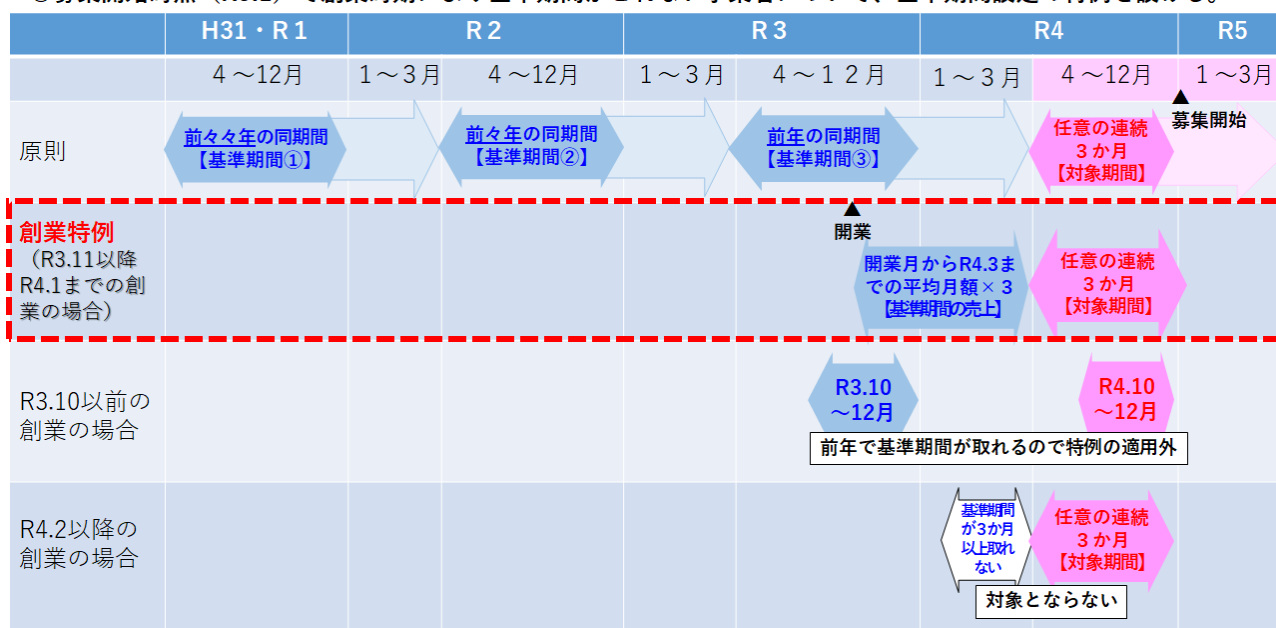 H31・R１
R２
R３
R4
R5
４～12月
１～３月
４～12月
１～３月
４～１２月
１～３月
４～12月
１～3月
▲
募集開始
原則
前々々年の同期間
【基準期間①】
前々年の同期間
【基準期間②】
前年の同期間
【基準期間③】
任意の連続
３か月
【対象期間】
▲
開業
創業特例
（R3.11以降
R4.1までの創
業の場合）
開業月からR4.3ま
での平均月額×３
【基準期間の売上】
任意の連続
３か月
【対象期間】
R3.10以前の
創業の場合
R3.10
～12月
R4.10
～12月
前年で基準期間が取れるので特例の適用外
R4.2以降の
創業の場合
基準期間
が3か月
以上取れ
ない
任意の連続
３か月
【対象期間】
対象とならない